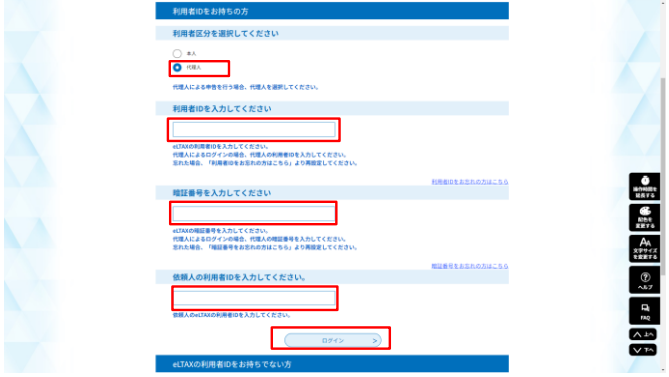 利用者IDをお持ちの方
利用者区分を選択してください
本人
代理人
代理人による申告を行う場合、代理人を選択してください。
利用者IDを入力してください
eLTAXの利用者IDを入力してください。
代理人によるログインの場合、代理人の利用者IDを入力してください。
忘れた場合、「利用者IDをお忘れの方はこちら」より再設定してください。
利用者IDをお忘れの方はこちら
暗証番号を入力してください
eLTAXの暗証番号を入力してください。
代理人によるログインの場合、代理人の暗証番号を入力してください。
忘れた場合、「暗証番号をお忘れの方はこちら」より再設定してください。
暗証番号をお忘れの方はこちら
依頼人の利用者IDを入力してください。
依頼人のeLTAXの利用者IDを入力してください。
ログイン
eLTAXの利用者IDをお持ちでない方
操作時間を
延長する
配色を
変更する
文字サイズ
を変更する
ヘルプ
FAQ
上へ
下へ